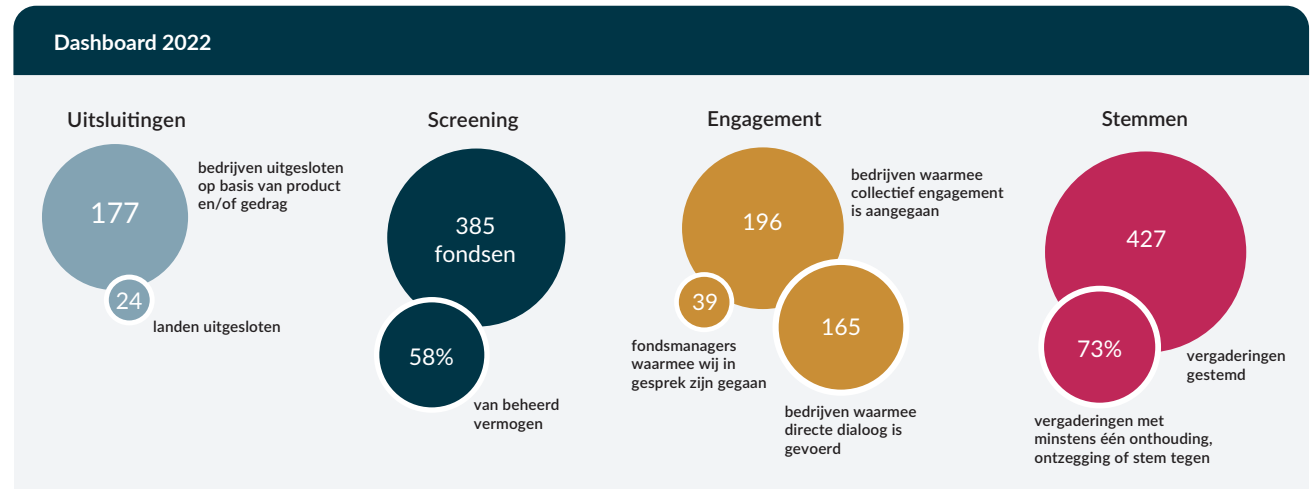 Dashboard 2022
Uitsluitingen
177
bedrijven uitgesloten
op basis van product
en/of gedrag
24
landen uitgesloten
Screening
385
fondsen
58%
van beheerd
vermogen
Engagement
196
bedrijven waarmee
collectief engagement
is aangegaan
39
fondsmanagers
waarmee wij in
gesprek zijn gegaan
165
bedrijven waarmee
directe dialoog is
gevoerd
Stemmen
427
vergaderingen
gestemd
73%
vergaderingen met
minstens één onthouding,
ontzegging of stem tegen